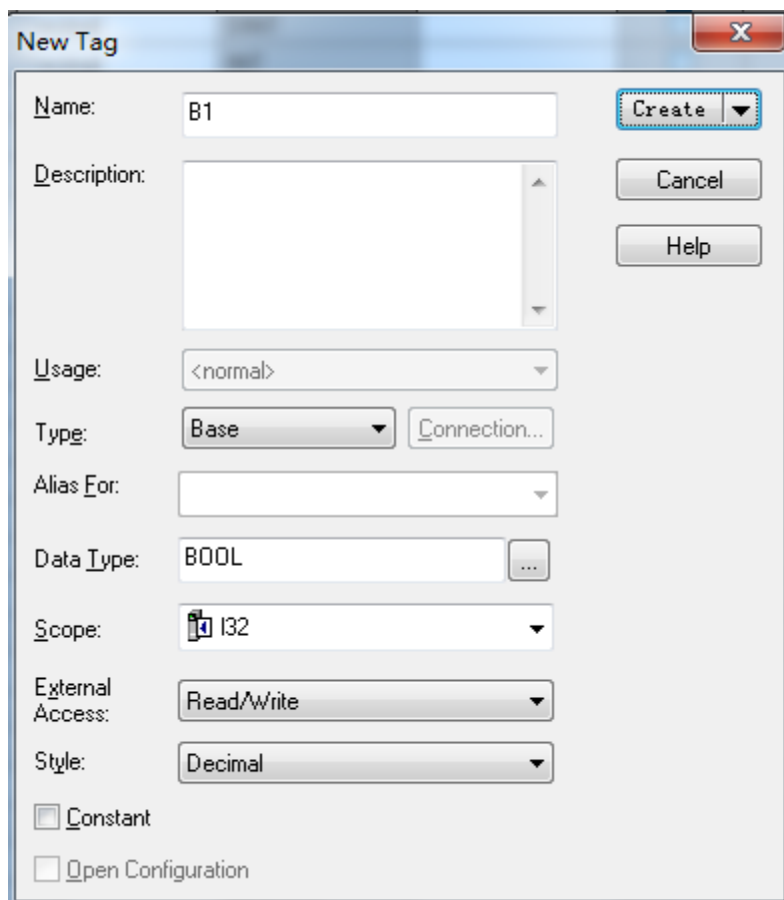 New Tag
Name: B1 Create
Description: Cancel
Help
Usage: <normal>
Type: Base Connection...
Alias For:
Data Type: BOOL ...
Scope: I32
External Access: Read/Write
Style: Decimal
Constant
Open Configuration